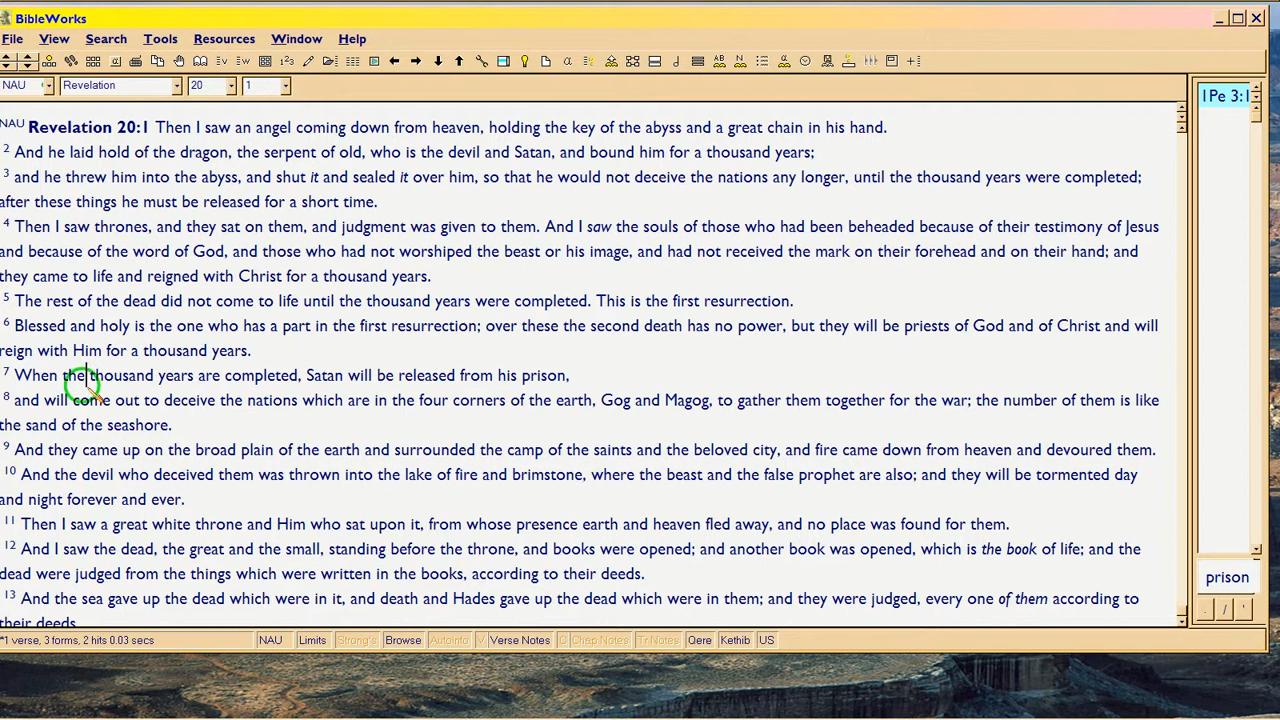 BibleWorks
File View Search Tools Resources Window Help
NAU Revelation 20 1
1Pe 3:1
NAU Revelation 20:1 Then I saw an angel coming down from heaven, holding the key of the abyss and a great chain in his hand.
2 And he laid hold of the dragon, the serpent of old, who is the devil and Satan, and bound him for a thousand years;
3 and he threw him into the abyss, and shut it and sealed it over him, so that he would not deceive the nations any longer, until the thousand years were completed;
after these things he must be released for a short time.
4 Then I saw thrones, and they sat on them, and judgment was given to them. And I saw the souls of those who had been beheaded because of their testimony of Jesus
and because of the word of God, and those who had not worshiped the beast or his image, and had not received the mark on their forehead and on their hand; and
they came to life and reigned with Christ for a thousand years.
5 The rest of the dead did not come to life until the thousand years were completed. This is the first resurrection.
6 Blessed and holy is the one who has a part in the first resurrection; over these the second death has no power, but they will be priests of God and of Christ and will
reign with Him for a thousand years.
7 When the thousand years are completed, Satan will be released from his prison,
8 and will come out to deceive the nations which are in the four corners of the earth, Gog and Magog, to gather them together for the war; the number of them is like
the sand of the seashore.
9 And they came up on the broad plain of the earth and surrounded the camp of the saints and the beloved city, and fire came down from heaven and devoured them.
10 And the devil who deceived them was thrown into the lake of fire and brimstone, where the beast and the false prophet are also; and they will be tormented day
and night forever and ever.
11 Then I saw a great white throne and Him who sat upon it, from whose presence earth and heaven fled away, and no place was found for them.
12 And I saw the dead, the great and the small, standing before the throne, and books were opened; and another book was opened, which is the book of life; and the
dead were judged from the things which were written in the books, according to their deeds.
prison
13 And the sea gave up the dead which were in it, and death and Hades gave up the dead which were in them; and they were judged, every one of them according to
their deeds.
. / '
*1 verse, 3 forms, 2 hits 0.03 secs NAU Limits Strong's Browse AutoInfo V Verse Notes C Chap Notes Tr Notes Qere Kethib US